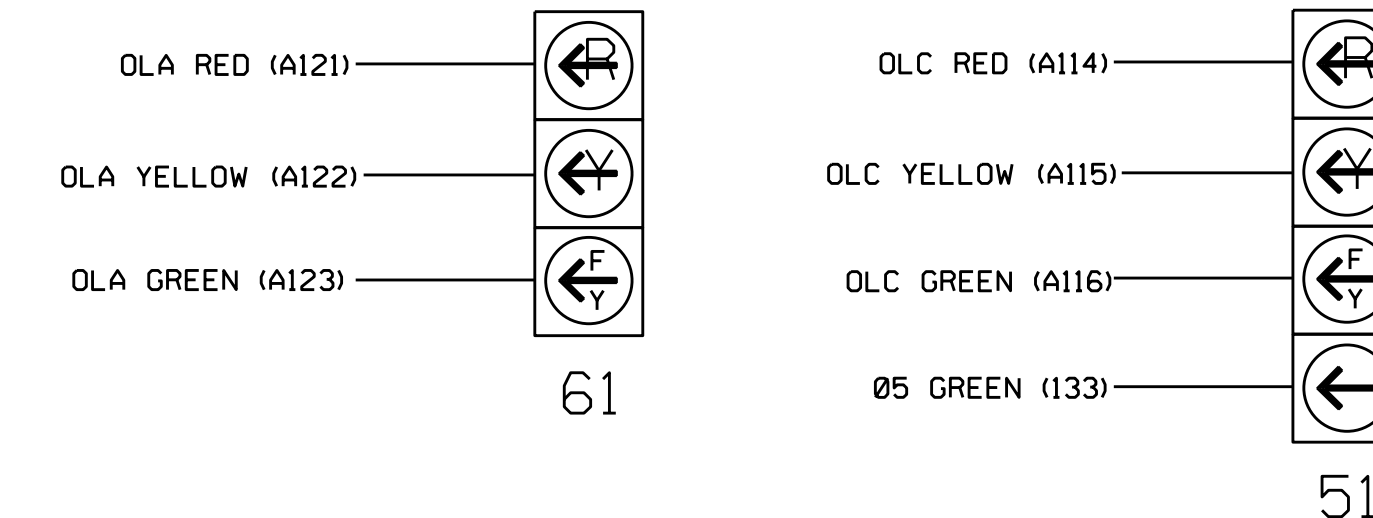 OLA RED (A121)
R
OLA YELLOW (A122)
Y
OLA GREEN (A123)
F
Y
61
OLC RED (A114)
R
OLC YELLOW (A115)
Y
OLC GREEN (A116)
F
Y
Ø5 GREEN (133)
51